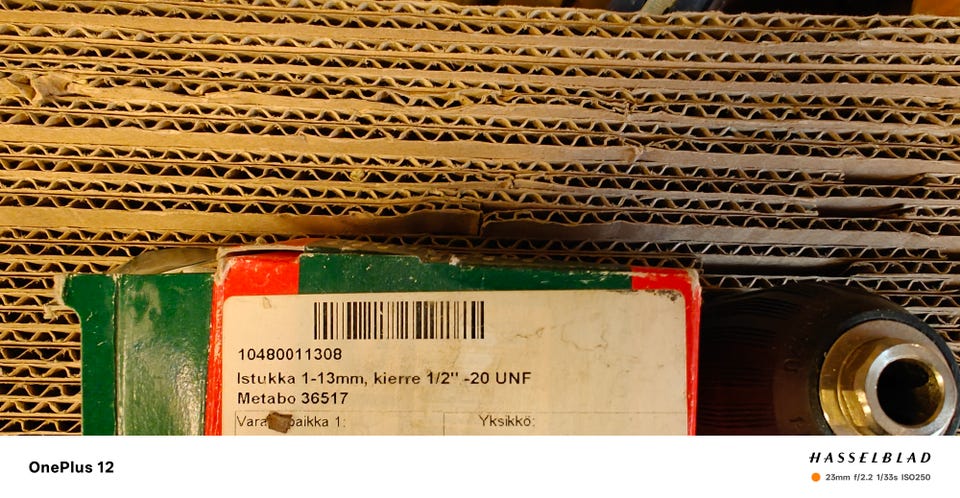 10480011308
Istukka 1-13mm, kierre 1/2" -20 UNF
Metabo 36517
Yksikkö:
OnePlus 12
HASSELBLAD
23mm f/2.2 1/33s ISO250